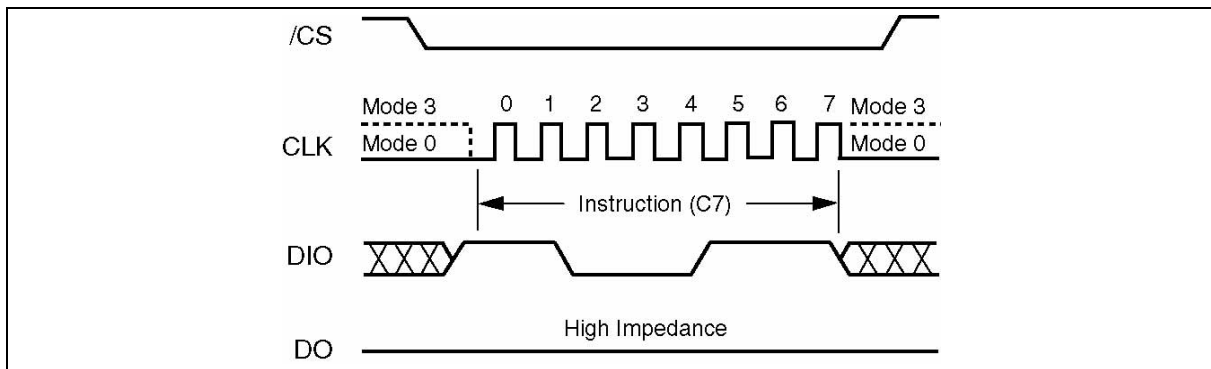 /CS
Mode 3 0 1 2 3 4 5 6 7 Mode 3
CLK Mode 0 Mode 0
Instruction (C7)
DIO
High Impedance
DO